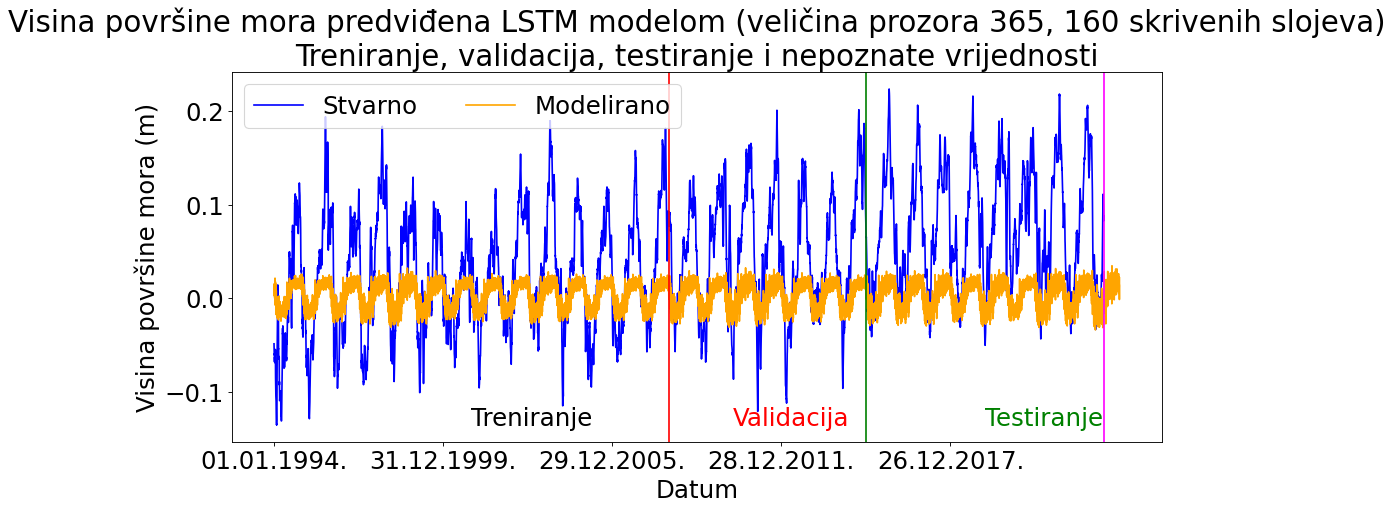 Visina površine mora predviđena LSTM modelom (veličina prozora 365, 160 skrivenih slojeva)
Treniranje, validacija, testiranje i nepoznate vrijednosti
Stvarno Modelirano
Visina površine mora (m)
0.2
0.1
0.0
−0.1
Treniranje Validacija Testiranje
01.01.1994. 31.12.1999. 29.12.2005. 28.12.2011. 26.12.2017.
Datum